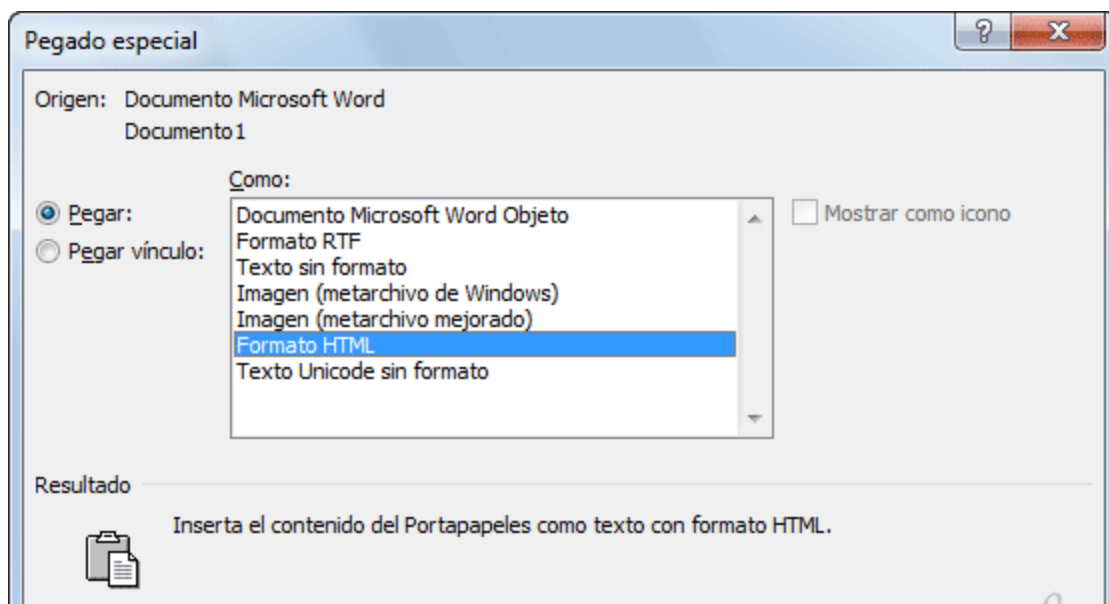 Pegado especial
Origen: Documento Microsoft Word
Documento1
Como:
Pegar:
Pegar vínculo:
Documento Microsoft Word Objeto
Formato RTF
Texto sin formato
Imagen (metarchivo de Windows)
Imagen (metarchivo mejorado)
Formato HTML
Texto Unicode sin formato
Mostrar como icono
Resultado
Inserta el contenido del Portapapeles como texto con formato HTML.